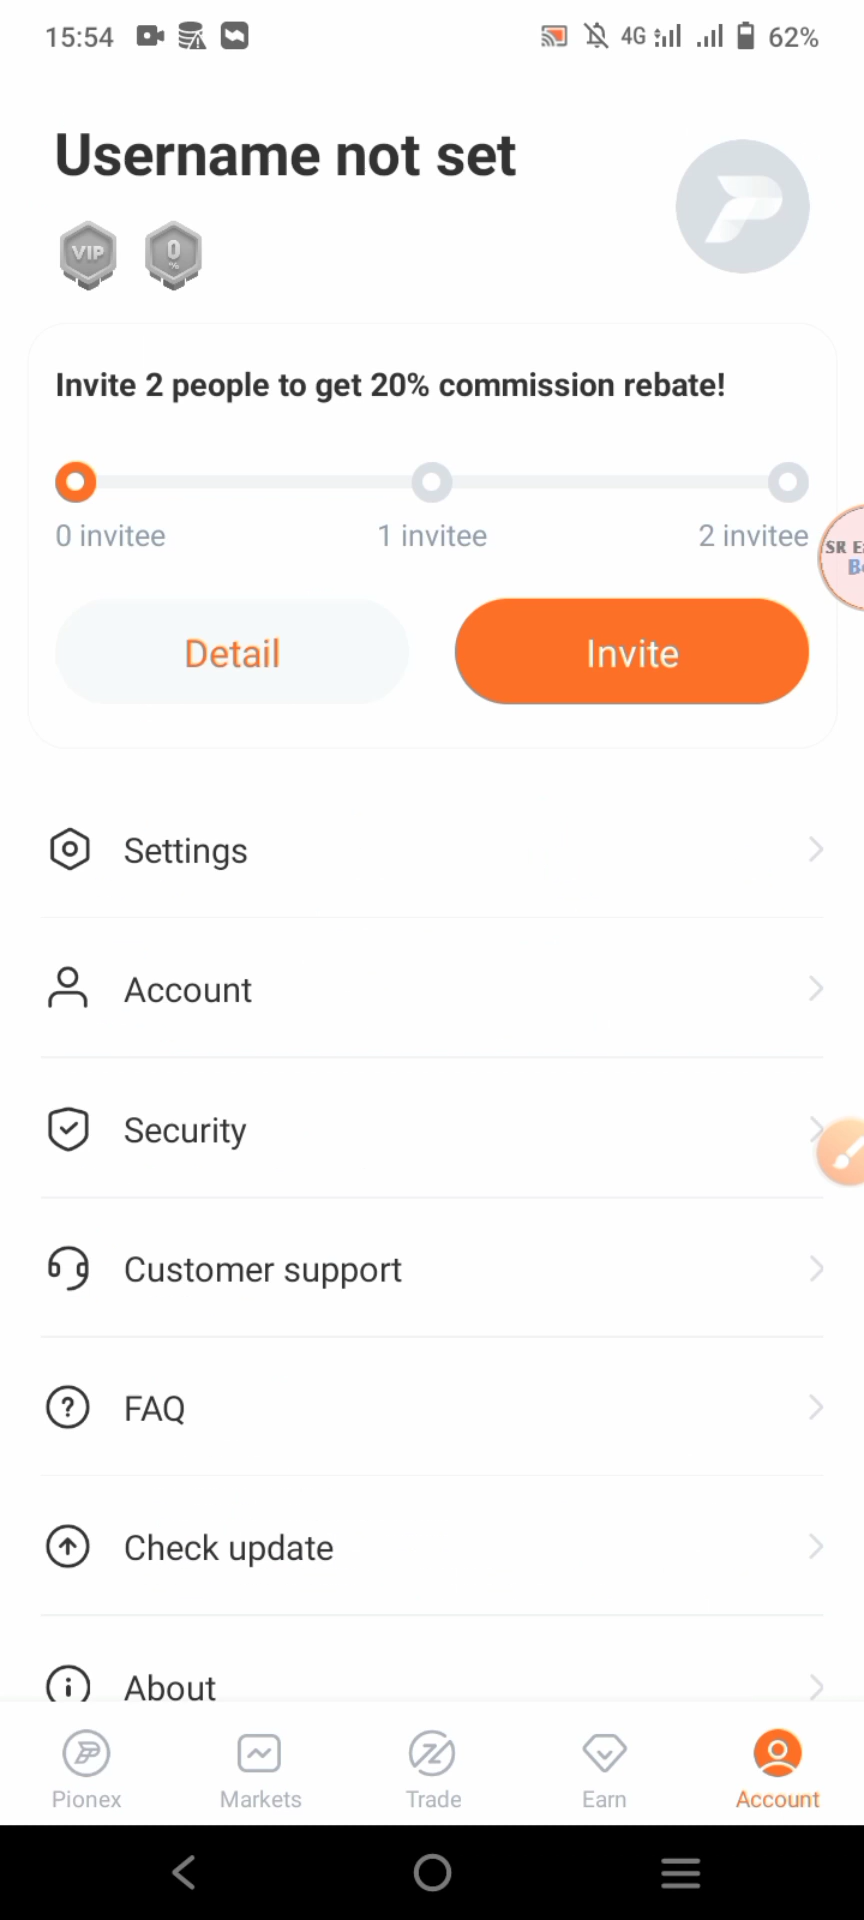 15:54 4G 62%
Username not set
VIP 0 %
Invite 2 people to get 20% commission rebate!
0 invitee 1 invitee 2 invitee
SR
Detail Invite
Settings
Account
Security
Customer support
FAQ
Check update
About
Pionex Markets Trade Earn Account